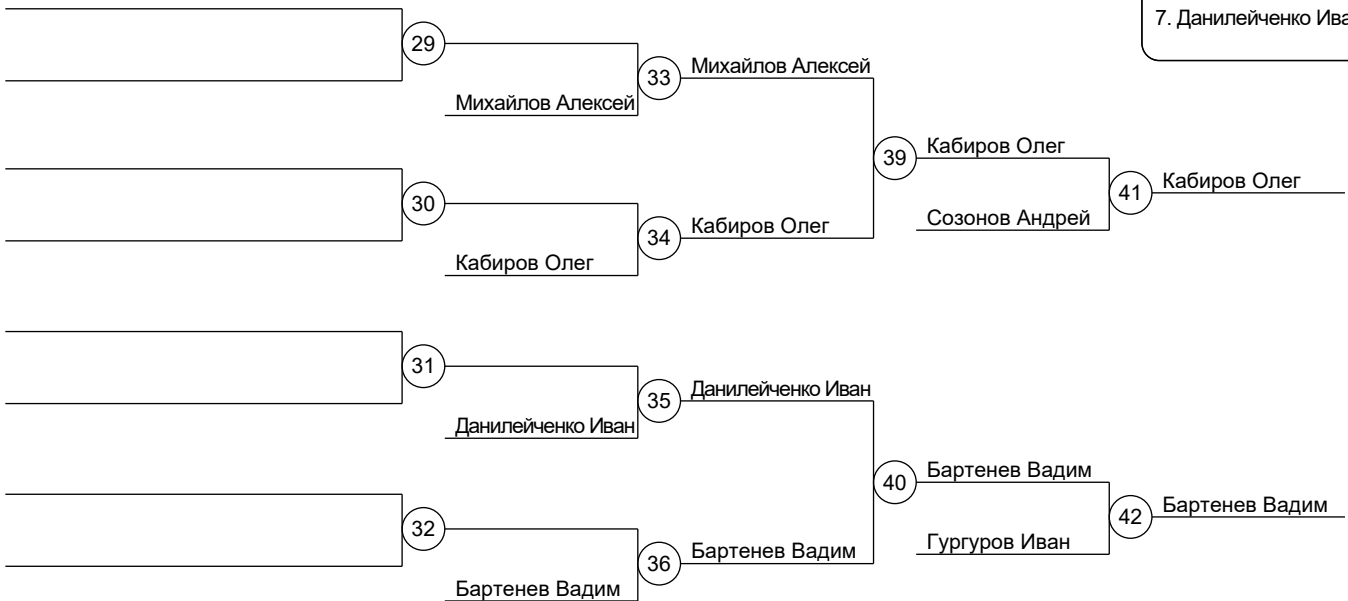 7. Данилейченко Ива
29
Михайлов Алексей
33
Михайлов Алексей
39
Кабиров Олег
41
Кабиров Олег
Созонов Андрей
30
34
Кабиров Олег
Кабиров Олег
31
35
Данилейченко Иван
Данилейченко Иван
40
Бартенев Вадим
42
Бартенев Вадим
Гургуров Иван
32
36
Бартенев Вадим
Бартенев Вадим